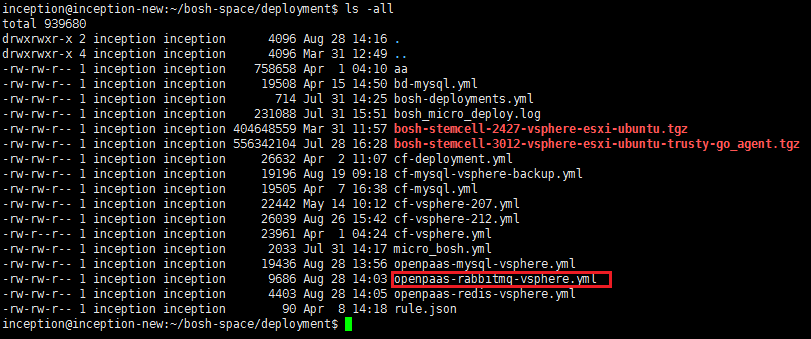 inception@inception-new:~/bosh-space/deployment$ ls -all
total 939680
drwxrwxr-x 2 inception inception      4096 Aug 28 14:16 .
drwxrwxr-x 4 inception inception      4096 Mar 31 12:49 ..
-rw-rw-r-- 1 inception inception    758658 Apr  1 04:10 aa
-rw-rw-r-- 1 inception inception     19508 Apr 15 14:50 bd-mysql.yml
-rw-rw-r-- 1 inception inception       714 Jul 31 14:25 bosh-deployments.yml
-rw-rw-r-- 1 inception inception    231088 Jul 31 15:51 bosh_micro_deploy.log
-rw-rw-r-- 1 inception inception 404648559 Mar 31 11:57 bosh-stemcell-2427-vsphere-esxi-ubuntu.tgz
-rw-rw-r-- 1 inception inception 556342104 Jul 28 16:28 bosh-stemcell-3012-vsphere-esxi-ubuntu-trusty-go_agent.tgz
-rw-rw-r-- 1 inception inception     26632 Apr  2 11:07 cf-deployment.yml
-rw-rw-r-- 1 inception inception     19196 Aug 19 09:18 cf-mysql-vsphere-backup.yml
-rw-rw-r-- 1 inception inception     19505 Apr  7 16:38 cf-mysql.yml
-rw-rw-r-- 1 inception inception     22442 May 14 10:12 cf-vsphere-207.yml
-rw-rw-r-- 1 inception inception     26039 Aug 26 15:42 cf-vsphere-212.yml
-rw-rw-r-- 1 inception inception     23961 Apr  1 04:24 cf-vsphere.yml
-rw-rw-r-- 1 inception inception      2033 Jul 31 14:17 micro_bosh.yml
-rw-rw-r-- 1 inception inception     19436 Aug 28 13:56 openpaas-mysql-vsphere.yml
-rw-rw-r-- 1 inception inception      9686 Aug 28 14:03 openpaas-rabbitmq-vsphere.yml
-rw-rw-r-- 1 inception inception      4403 Aug 28 14:05 openpaas-redis-vsphere.yml
-rw-rw-r-- 1 inception inception        90 Apr  8 14:18 rule.json
inception@inception-new:~/bosh-space/deployment$